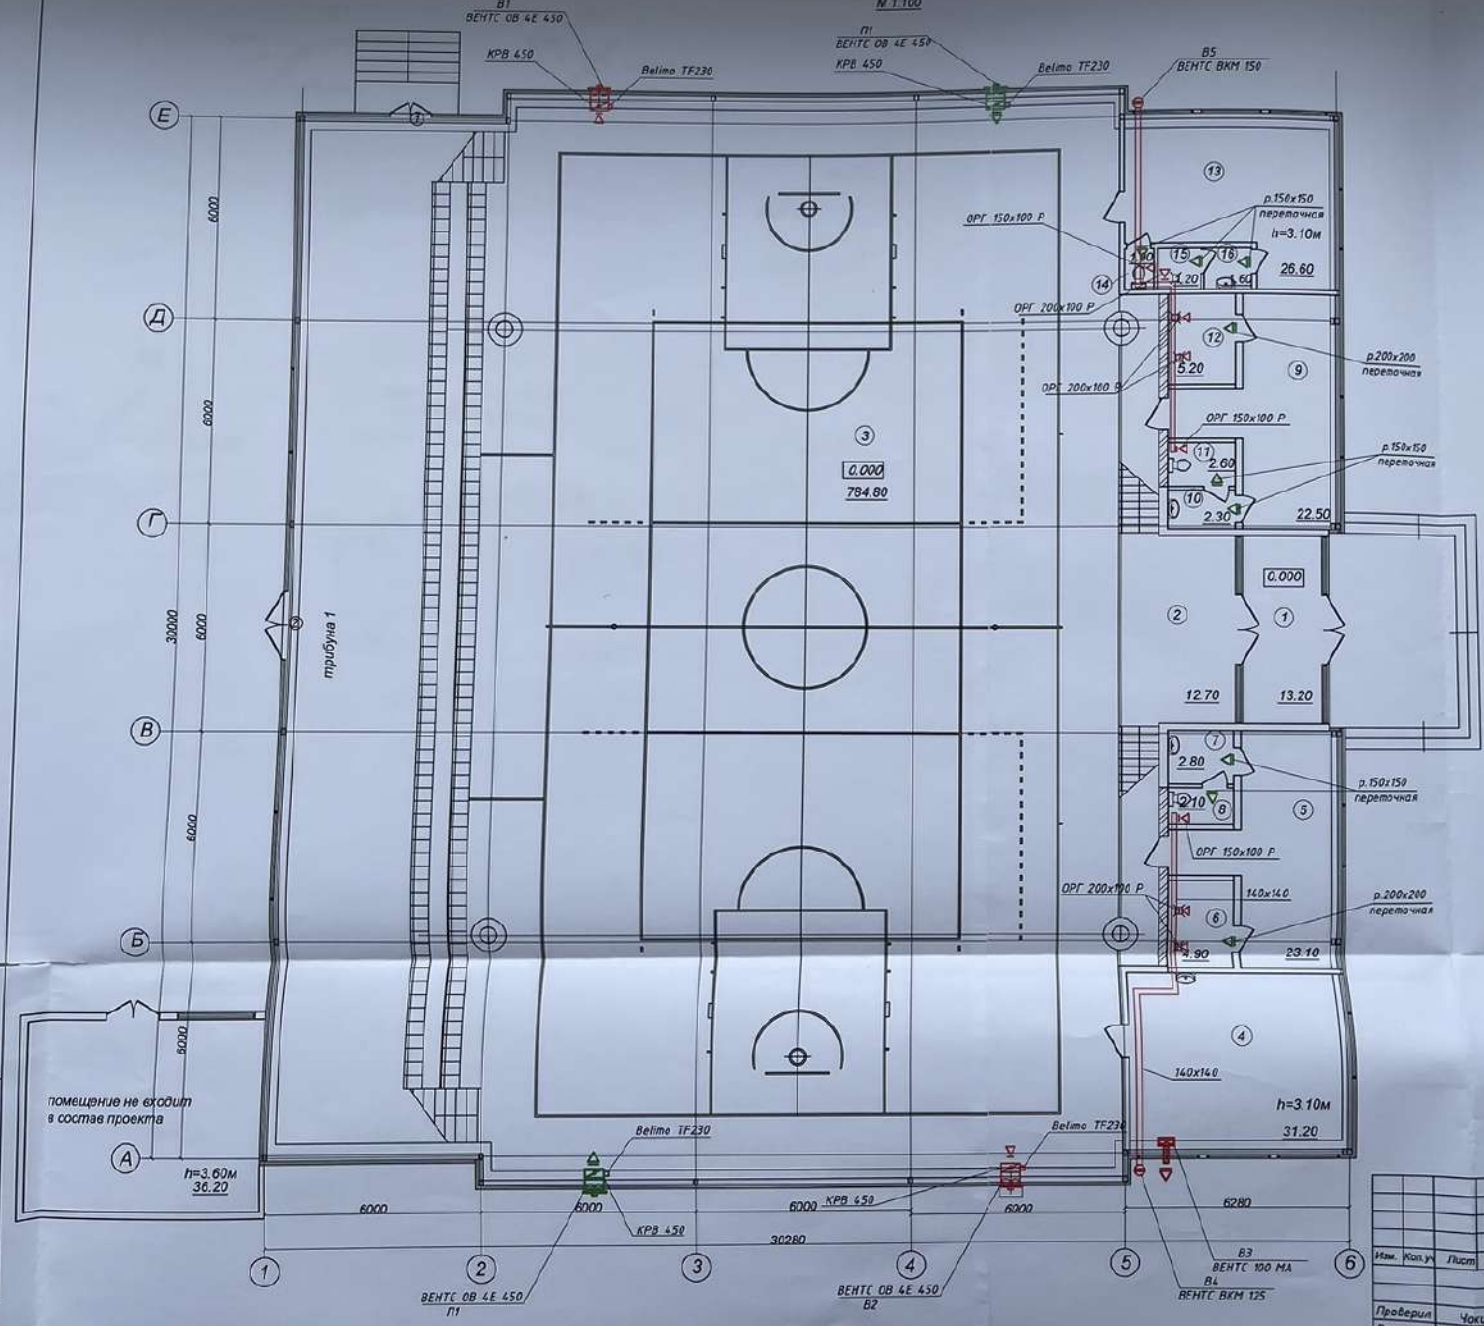 В1
ВЕНТС ОВ 4Е 450
КРВ 450
Belimo TF230
М 1:100
П1
ВЕНТС ОВ 4Е 450
КРВ 450
Belimo TF230
В5
ВЕНТС ВКМ 150
Е
1
13
р.150х150
переточная
h=3.10м
26.60
6000
ОРГ 150х100 Р
15
16
14
1.20
ОРГ 200х100 Р
Д
12
5.20
9
р.200х200
переточная
ОРГ 200х100 Р
6000
3
0.000
784.80
ОРГ 150х100 Р
11
2.60
р.150х150
переточная
10
2.30
22.50
Г
0.000
30000
6000
2
трибуна 1
2
1
12.70
13.20
В
7
2.80
р.150х150
переточная
2.10
8
5
6000
ОРГ 150х100 Р
ОРГ 200х100 Р
140х140
р.200х200
переточная
6
4.90
23.10
Б
6000
4
140х140
помещение не входит
в состав проекта
h=3.10м
31.20
Belimo TF230
Belimo TF230
А
h=3.60м
36.20
6000
6000
6000
КРВ 450
6000
6280
КРВ 450
30280
1
2
3
4
5
6
В3
ВЕНТС 100 МА
В4
ВЕНТС ВКМ 125
ВЕНТС ОВ 4Е 450
П1
ВЕНТС ОВ 4Е 450
В2
Изм.
Кол.уч
Лист
Проверил